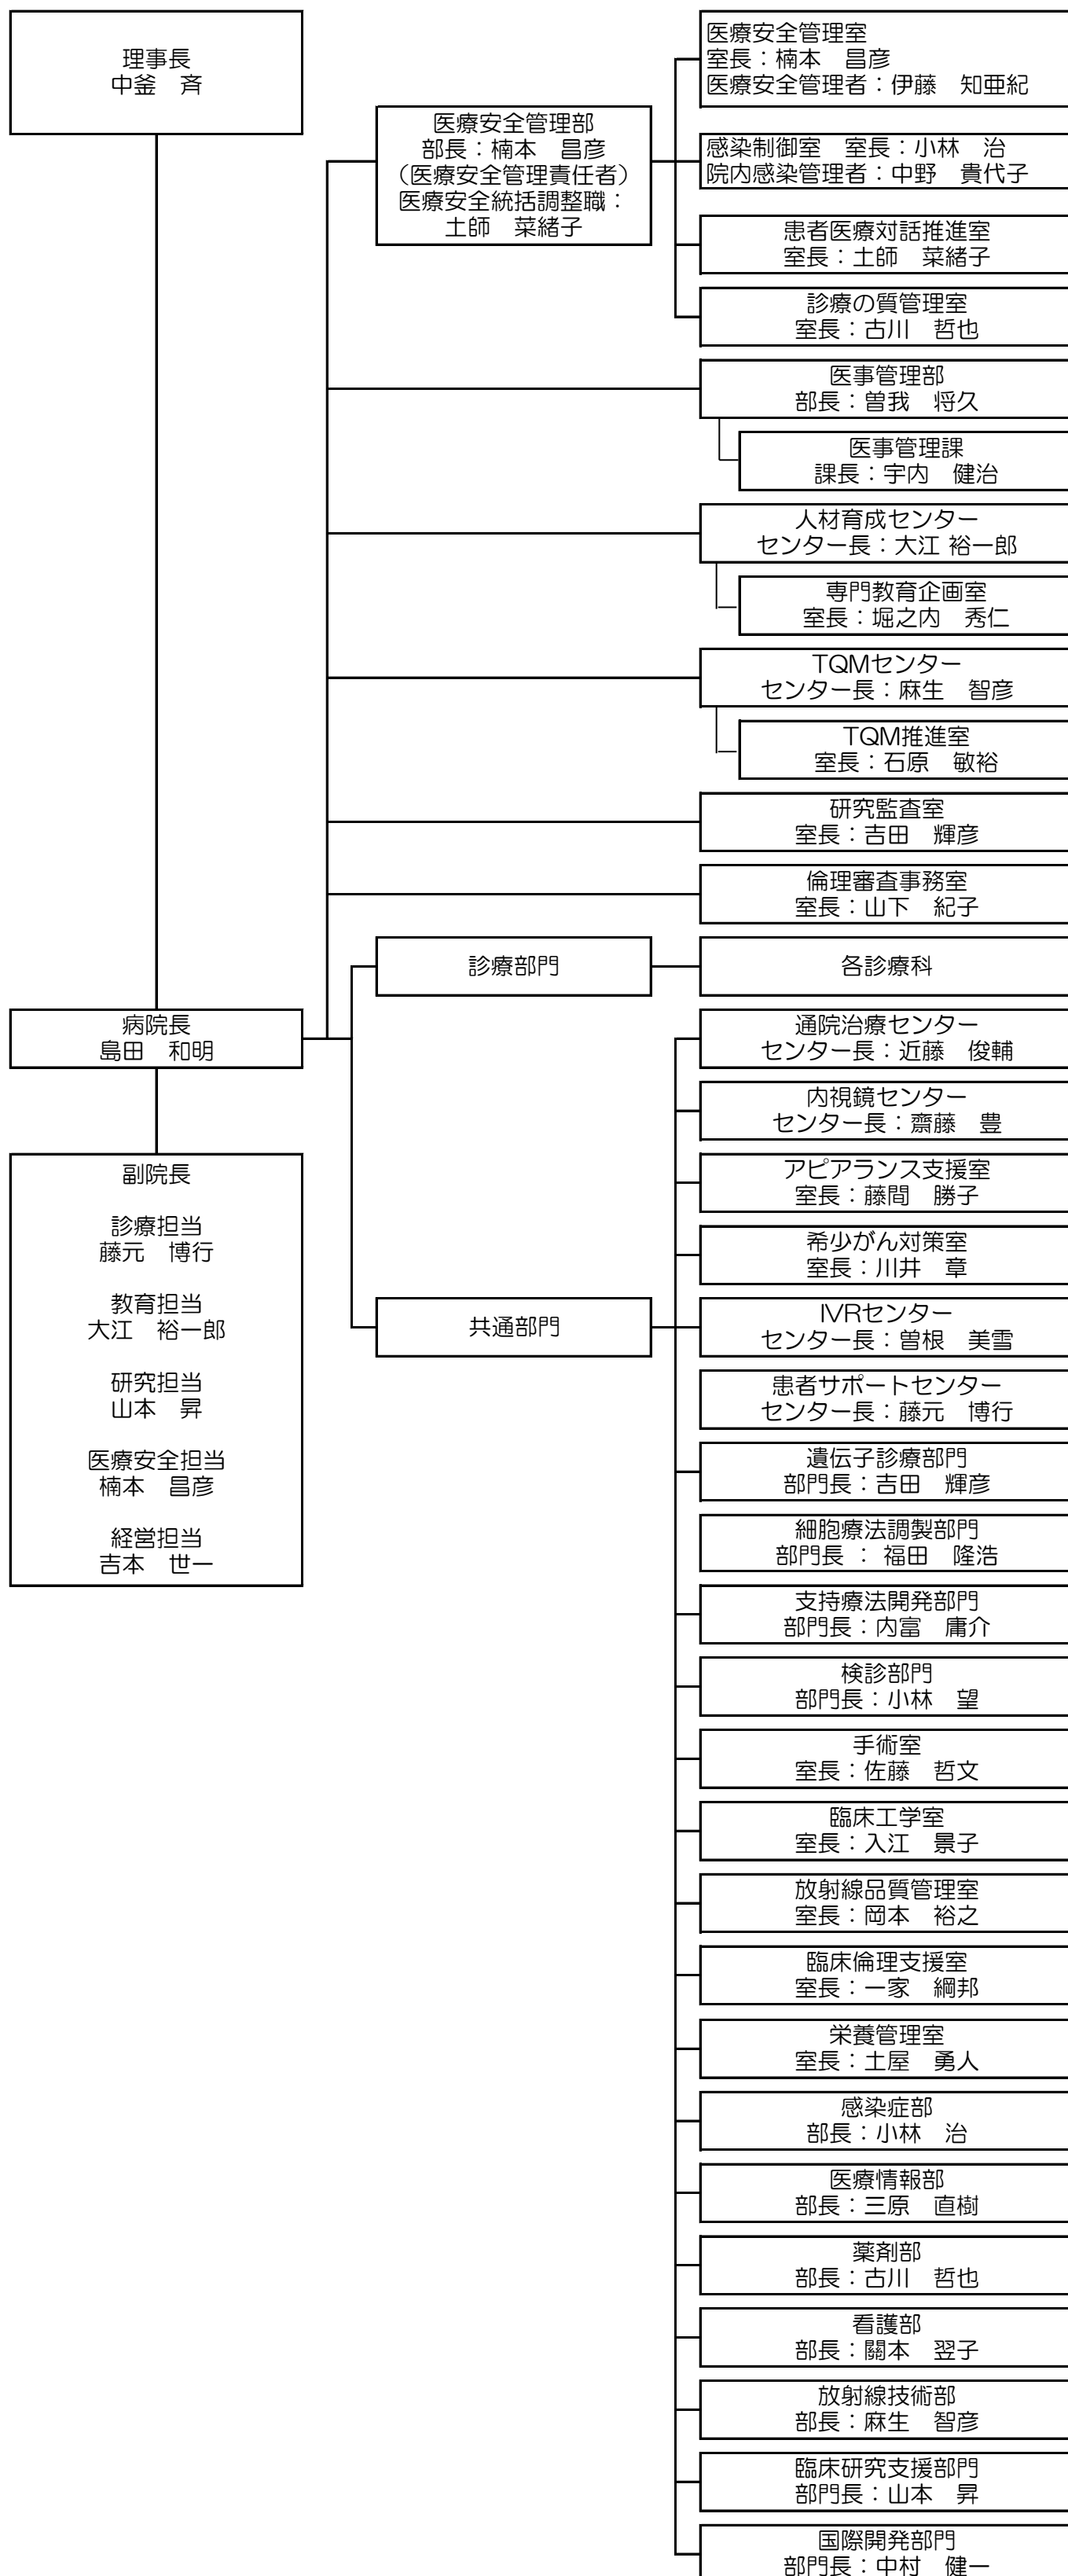 理事長
中釜　斉
医療安全管理室
室長：楠本　昌彦
医療安全管理者：伊藤　知亜紀
医療安全管理部
部長：楠本　昌彦
（医療安全管理責任者）
医療安全統括調整職：
土師　菜緒子
感染制御室　室長：小林　治
院内感染管理者：中野　貴代子
患者医療対話推進室
室長：土師　菜緒子
診療の質管理室
室長：古川　哲也
医事管理部
部長：曽我　将久
医事管理課
課長：宇内　健治
人材育成センター
センター長：大江 裕一郎
専門教育企画室
室長：堀之内　秀仁
TQMセンター
センター長：麻生　智彦
TQM推進室
室長：石原　敏裕
研究監査室
室長：吉田　輝彦
倫理審査事務室
室長：山下　紀子
診療部門
各診療科
病院長
島田　和明
通院治療センター
センター長：近藤　俊輔
内視鏡センター
センター長：齋藤　豊
副院長
診療担当
藤元　博行
教育担当
大江　裕一郎
研究担当
山本　昇
医療安全担当
楠本　昌彦
経営担当
吉本　世一
アピアランス支援室
室長：藤間　勝子
希少がん対策室
室長：川井　章
共通部門
IVRセンター
センター長：曽根　美雪
患者サポートセンター
センター長：藤元　博行
遺伝子診療部門
部門長：吉田　輝彦
細胞療法調製部門
部門長 ： 福田　隆浩
支持療法開発部門
部門長：内富　庸介
検診部門
部門長：小林　望
手術室
室長：佐藤　哲文
臨床工学室
室長：入江　景子
放射線品質管理室
室長：岡本　裕之
臨床倫理支援室
室長：一家　綱邦
栄養管理室
室長：土屋　勇人
感染症部
部長：小林　治
医療情報部
部長：三原　直樹
薬剤部
部長：古川　哲也
看護部
部長：關本　翌子
放射線技術部
部長：麻生　智彦
臨床研究支援部門
部門長：山本　昇
国際開発部門
部門長：中村　健一